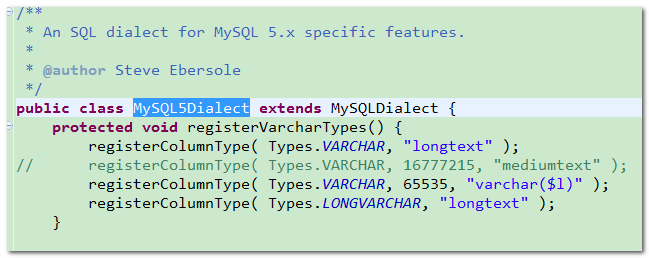 /**
 * An SQL dialect for MySQL 5.x specific features.
 *
 * @author Steve Ebersole
 */
public class MySQL5Dialect extends MySQLDialect {
    protected void registerVarcharTypes() {
        registerColumnType( Types.VARCHAR, "longtext" );
//      registerColumnType( Types.VARCHAR, 16777215, "mediumtext" );
        registerColumnType( Types.VARCHAR, 65535, "varchar($l)" );
        registerColumnType( Types.LONGVARCHAR, "longtext" );
    }